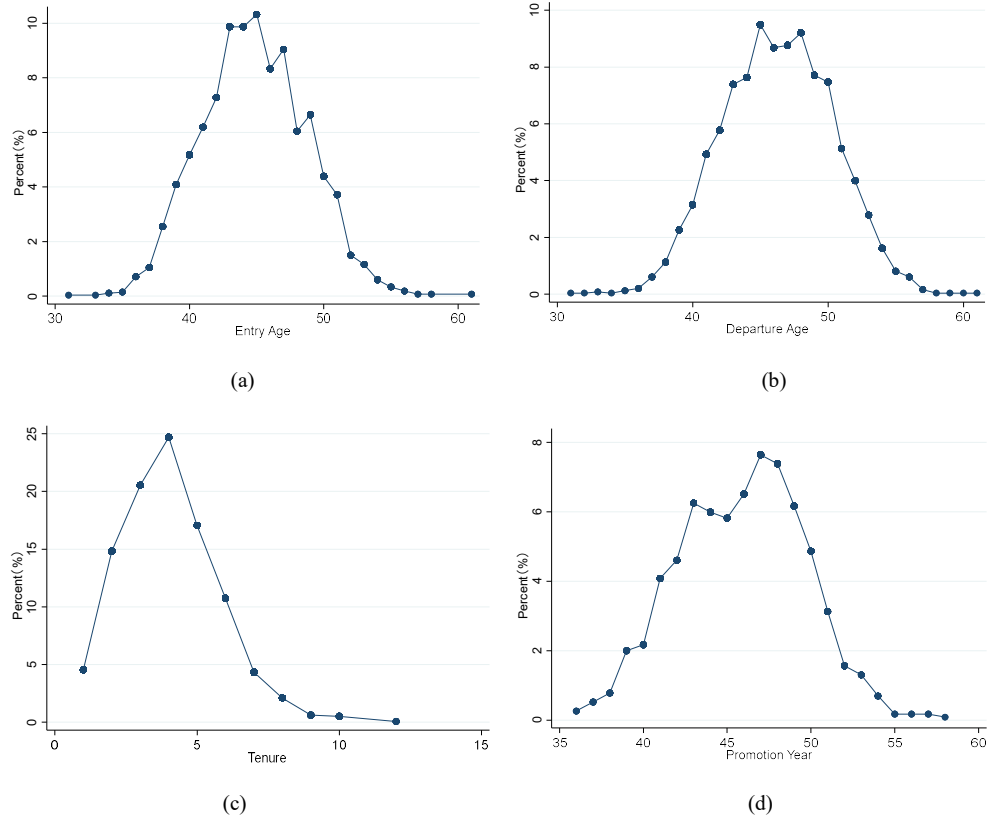 Percent (%)
10
8
6
4
2
0
30 40 50 60
Entry Age
(a)
Percent (%)
10
8
6
4
2
0
30 40 50 60
Departure Age
(b)
Percent (%)
25
20
15
10
5
0
0 5 10 15
Tenure
(c)
Percent (%)
8
6
4
2
0
35 40 45 50 55 60
Promotion Year
(d)